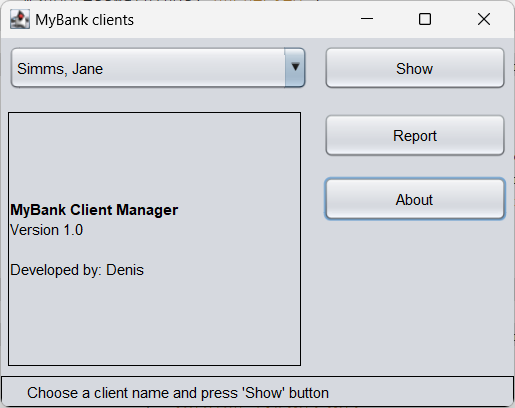 MyBank clients
Simms, Jane
Show
Report
About
MyBank Client Manager
Version 1.0
Developed by: Denis
Choose a client name and press 'Show' button